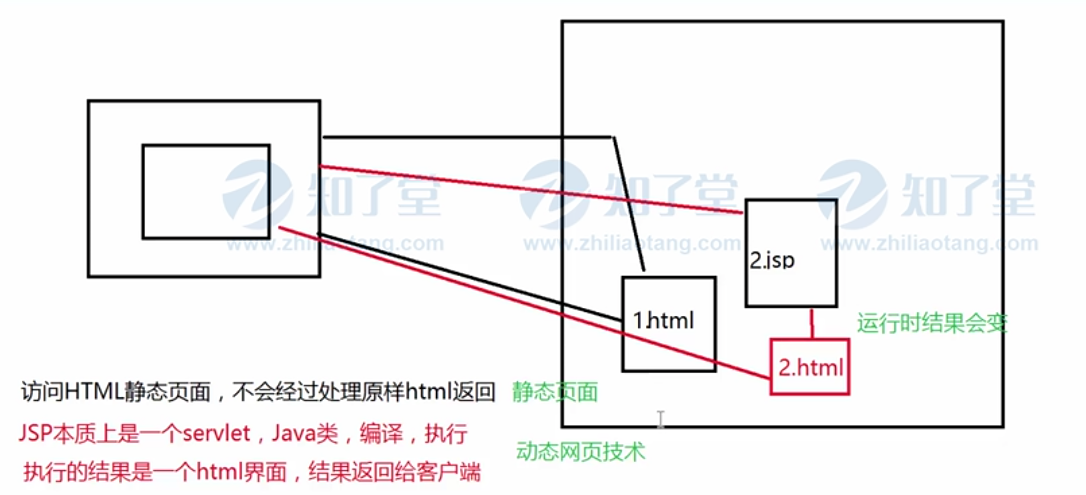 知了堂
www.zhiliaotang.com
知了堂
www.zhiliaotang.com
知了堂
www.zhiliaotang.com
2.jsp
1.html
运行时结果会变
2.html
访问HTML静态页面，不会经过处理原样html返回 静态页面
JSP本质上是一个servlet，Java类，编译，执行
动态网页技术
执行的结果是一个html界面，结果返回给客户端